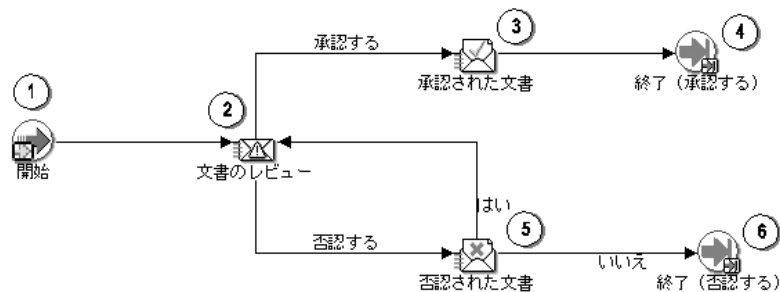 承認する
3
4
承認された文書
終了（承認する）
1
2
開始
文書のレビュー
はい
否認する
5
6
いいえ
否認された文書
終了（否認する）